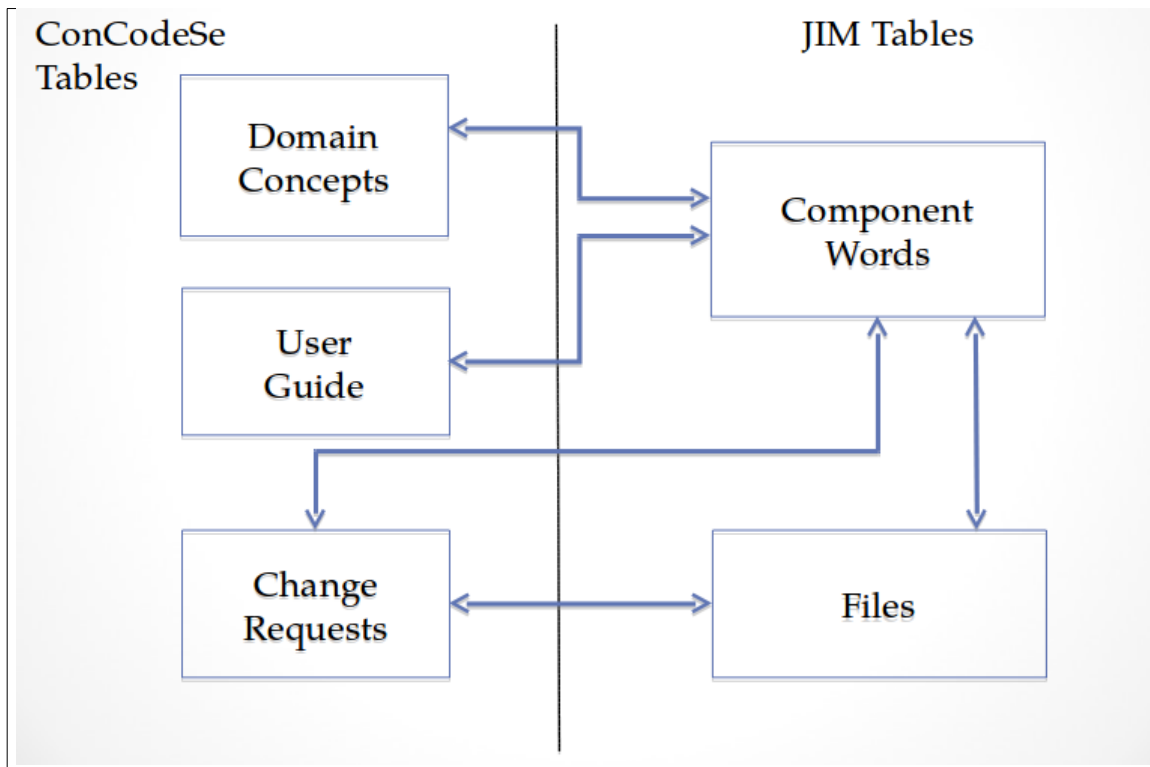 ConCodeSe
Tables
JIM Tables
Domain
Concepts
Component
Words
User
Guide
Change
Requests
Files